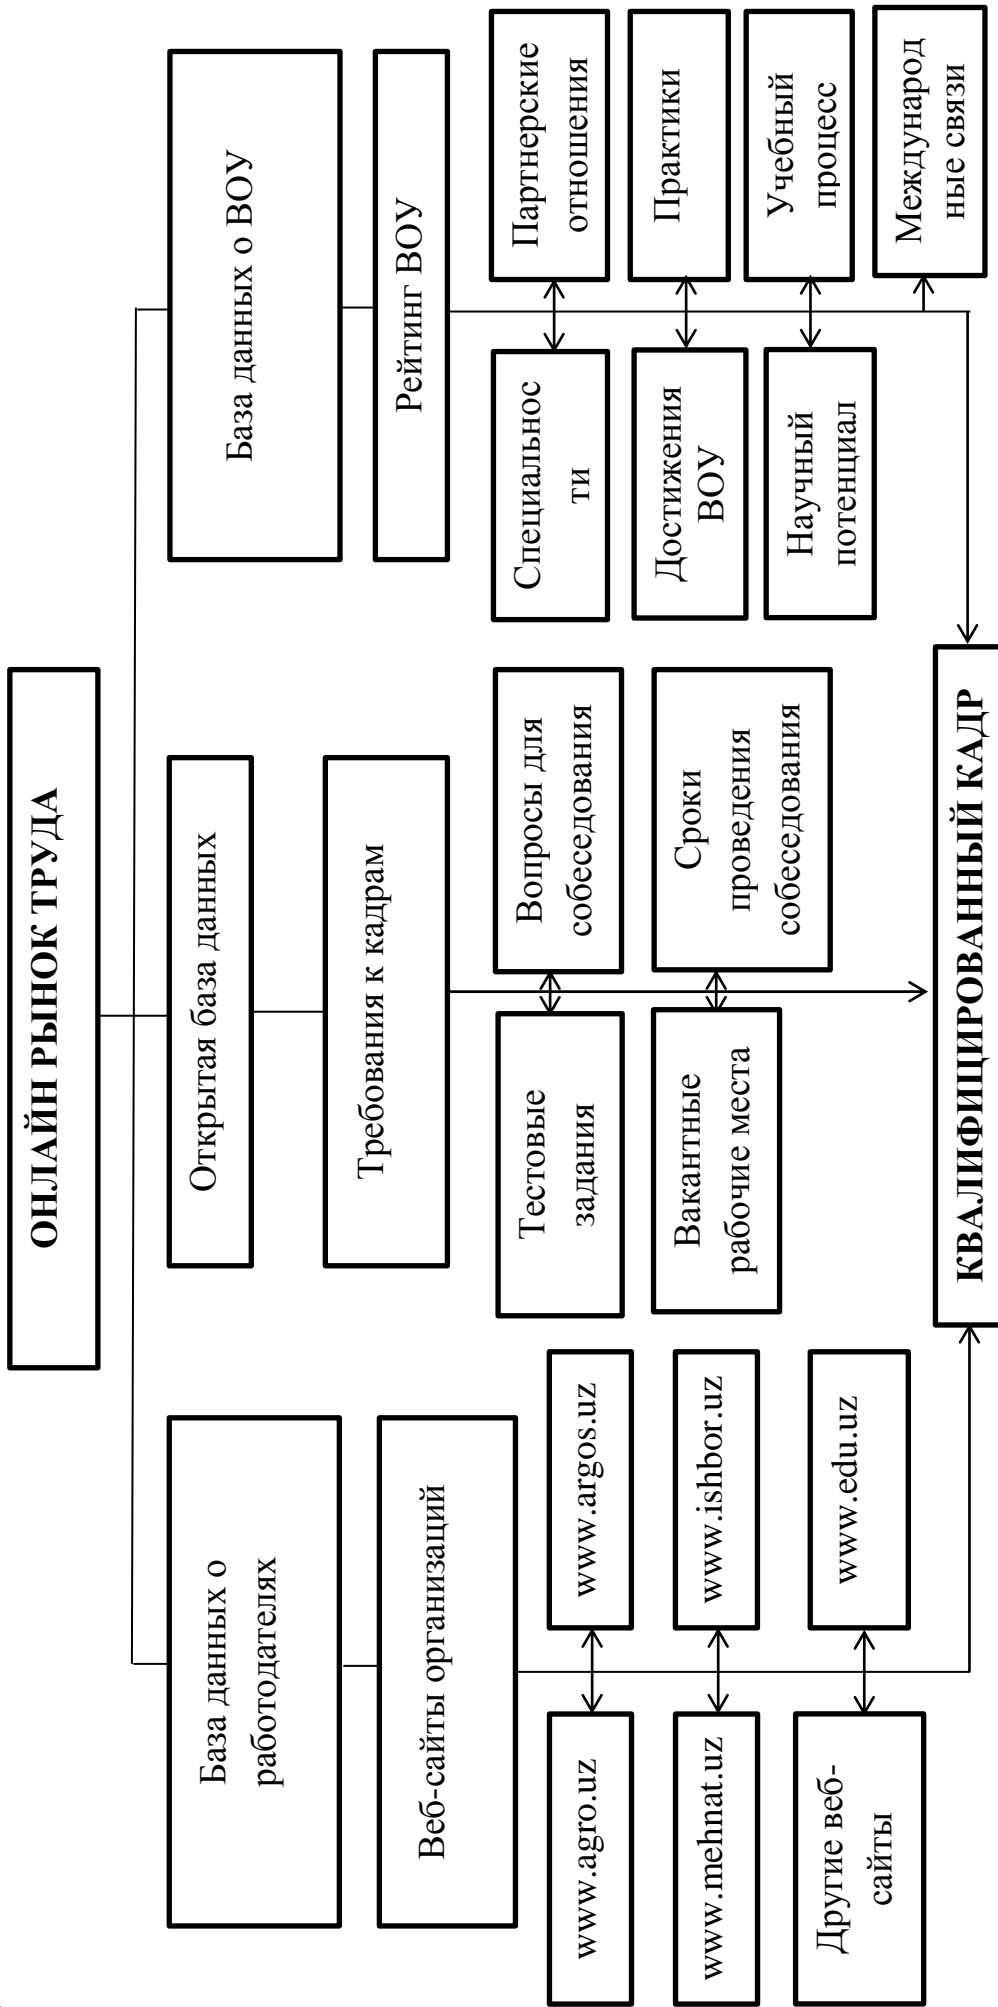 ОНЛАЙН РЫНОК ТРУДА
База данных о
работодателях
Веб-сайты организаций
www.agro.uz
www.argos.uz
www.mehnat.uz
www.ishbor.uz
Другие веб-
сайты
www.edu.uz
Открытая база данных
Требования к кадрам
Тестовые
задания
Вопросы для
собеседования
Вакантные
рабочие места
Сроки
проведения
собеседования
База данных о ВОУ
Рейтинг ВОУ
Специальнос
ти
Партнерские
отношения
Достижения
ВОУ
Практики
Научный
потенциал
Учебный
процесс
Международ
ные связи
КВАЛИФИЦИРОВАННЫЙ КАДР